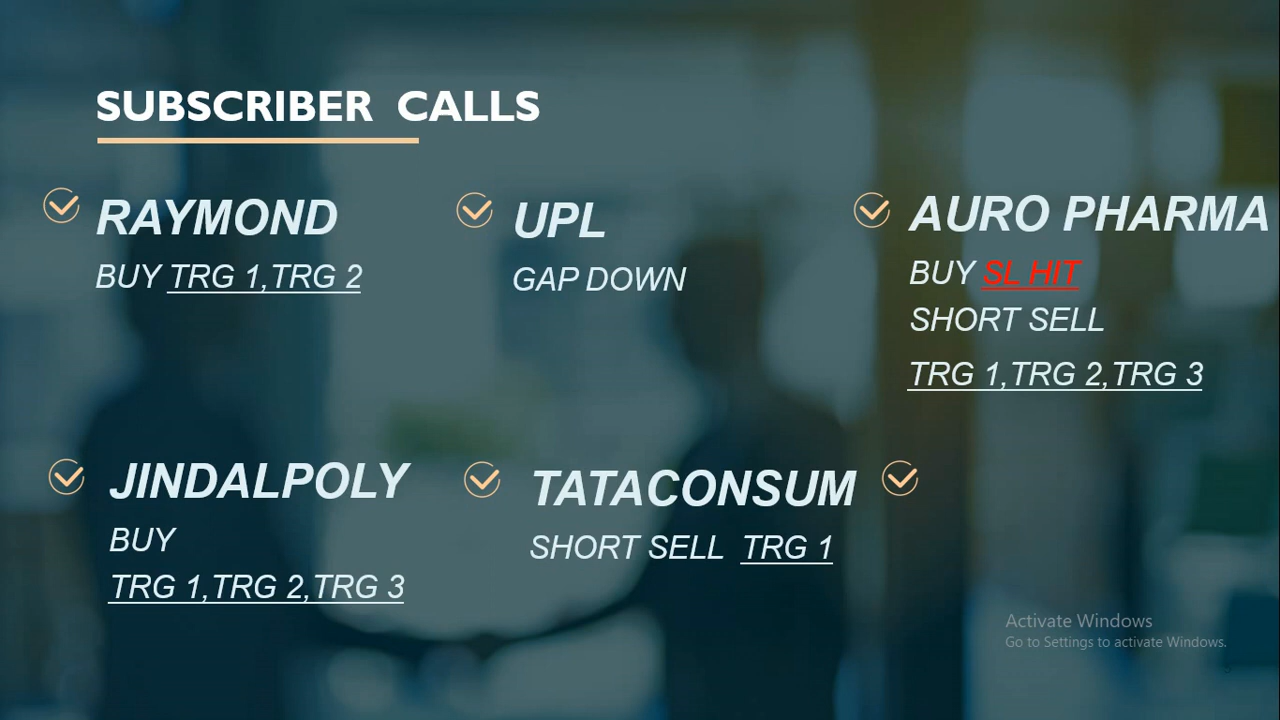 SUBSCRIBER CALLS
RAYMOND
BUY TRG 1,TRG 2
UPL
GAP DOWN
AURO PHARMA
BUY SL HIT
SHORT SELL
TRG 1,TRG 2,TRG 3
JINDALPOLY
BUY
TRG 1,TRG 2,TRG 3
TATACONSUM
SHORT SELL TRG 1
Activate Windows
Go to Settings to activate Windows.